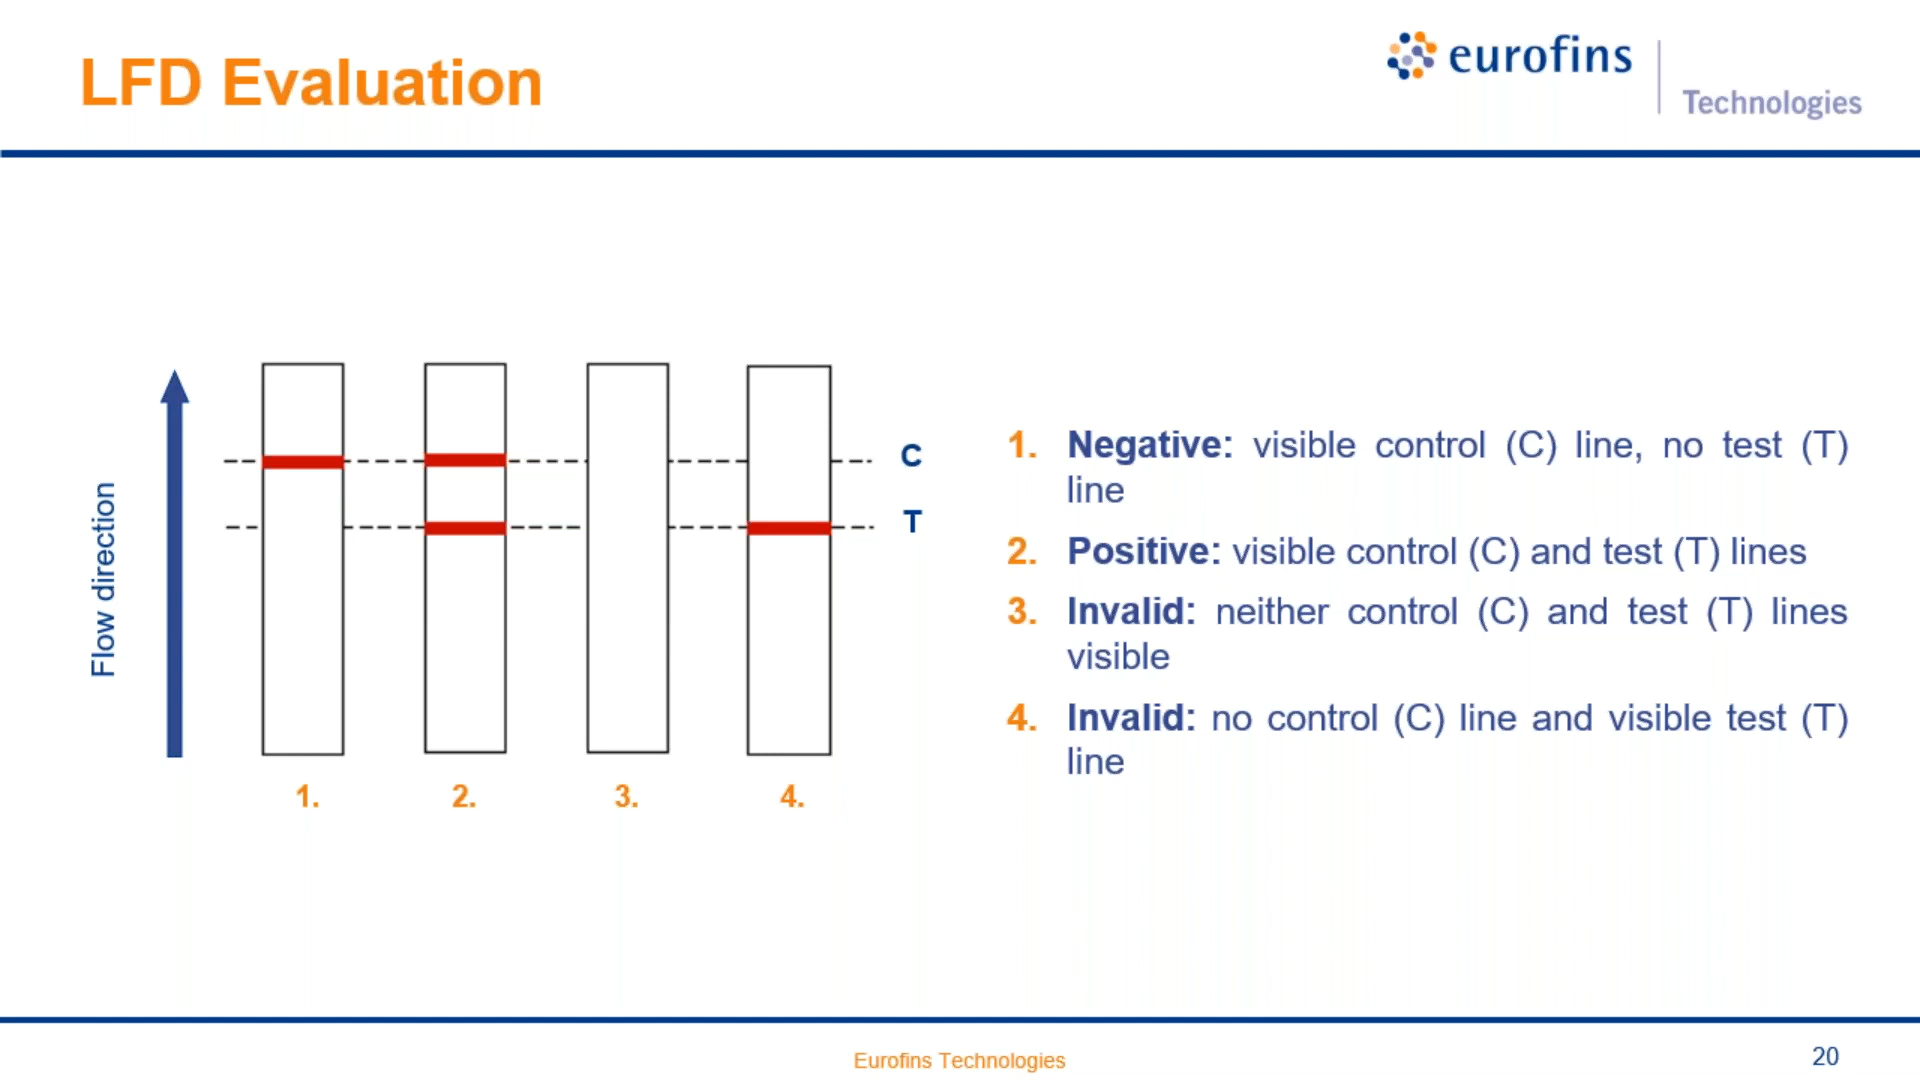 LFD Evaluation
eurofins
Technologies
Flow direction
C
T
1.
2.
3.
4.
1. Negative: visible control (C) line, no test (T)
line
2. Positive: visible control (C) and test (T) lines
3. Invalid: neither control (C) and test (T) lines
visible
4. Invalid: no control (C) line and visible test (T)
line
Eurofins Technologies
20